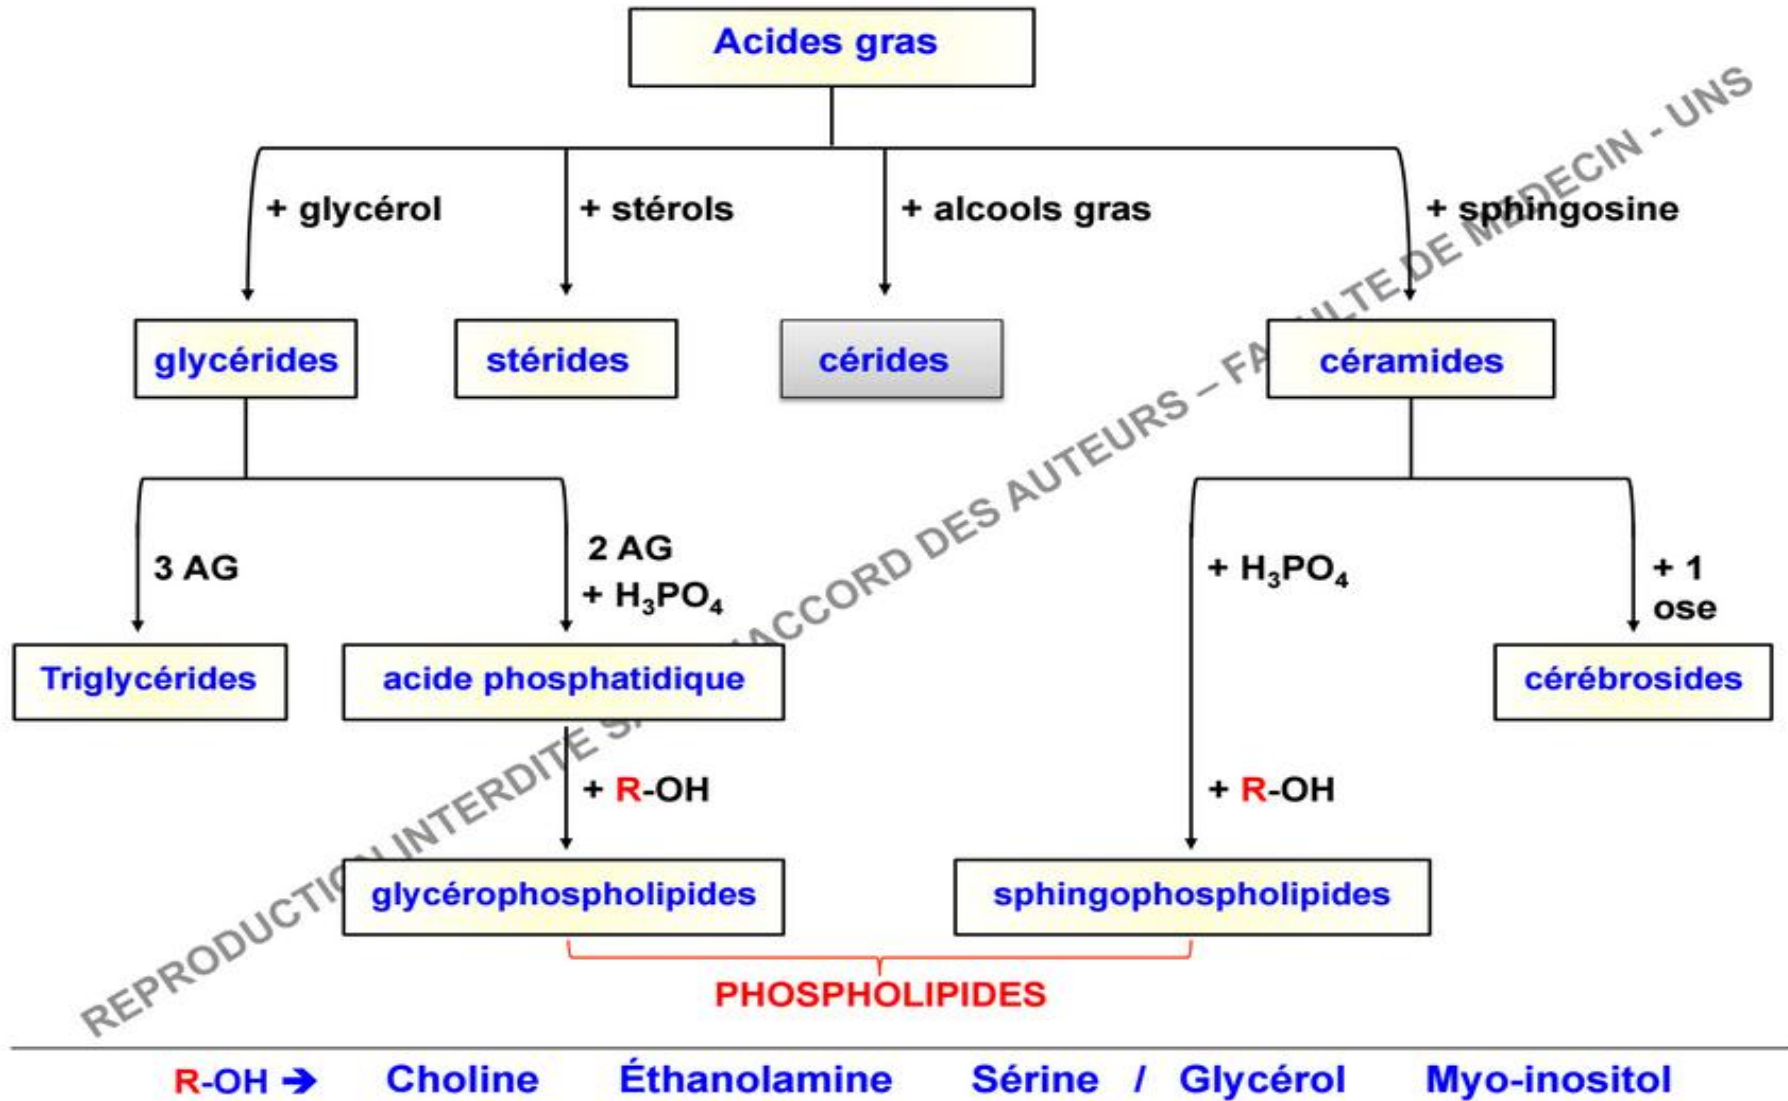 Acides gras
+ glycérol
+ stérols
+ alcools gras
+ sphingosine
glycérides
stérides
cérides
céramides
3 AG
2 AG
+ H₃PO₄
+ H₃PO₄
+ 1
ose
Triglycérides
acide phosphatidique
cérébrosides
+ R-OH
+ R-OH
glycérophospholipides
sphingophospholipides
PHOSPHOLIPIDES
R-OH ➔ Choline Éthanolamine Sérine / Glycérol Myo-inositol
REPRODUCTION INTERDITE ACCORD DES AUTEURS – FACULTE DE MEDECIN - UNS